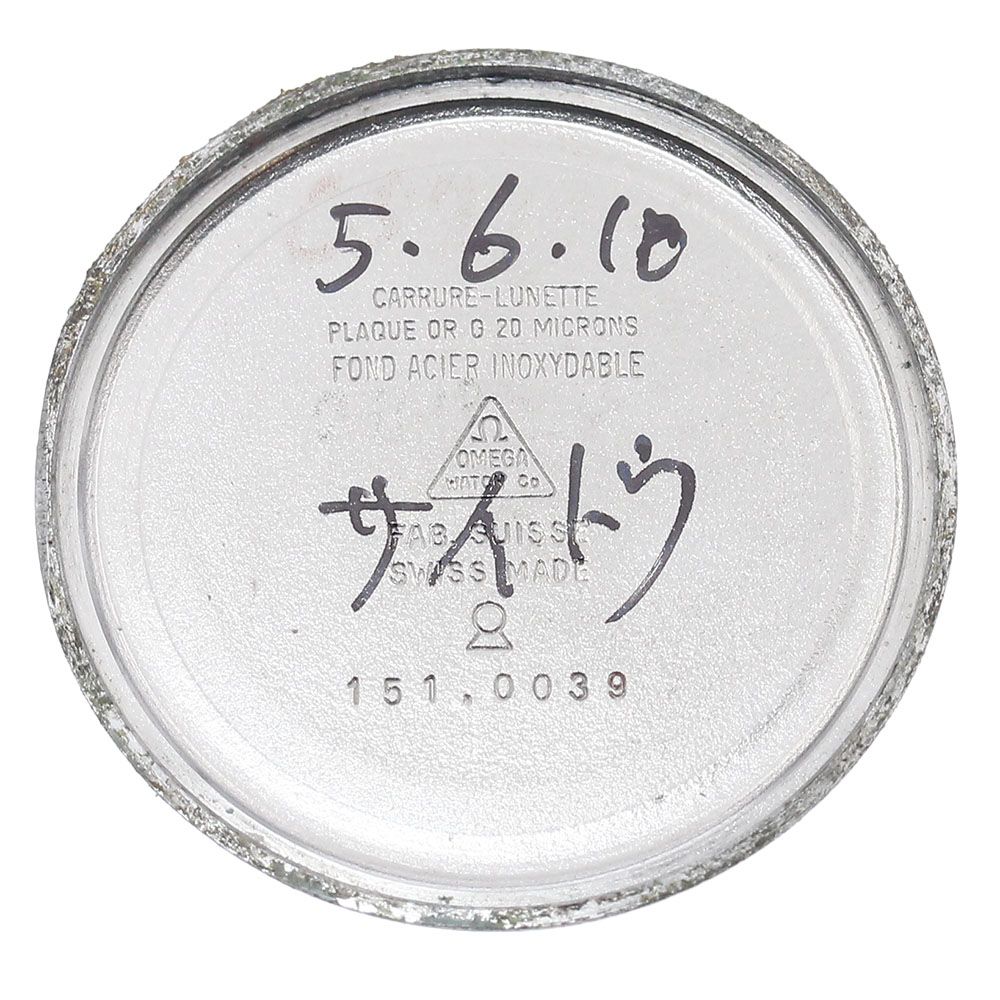 5.6.10
CARRURE-LUNETTE
PLAQUE OR G 20 MICRONS
FOND ACIER INOXYDABLE
Ω
OMEGA
WATCH Co
サイトウ
FAB. SUISSE
SWISS MADE
151.0039